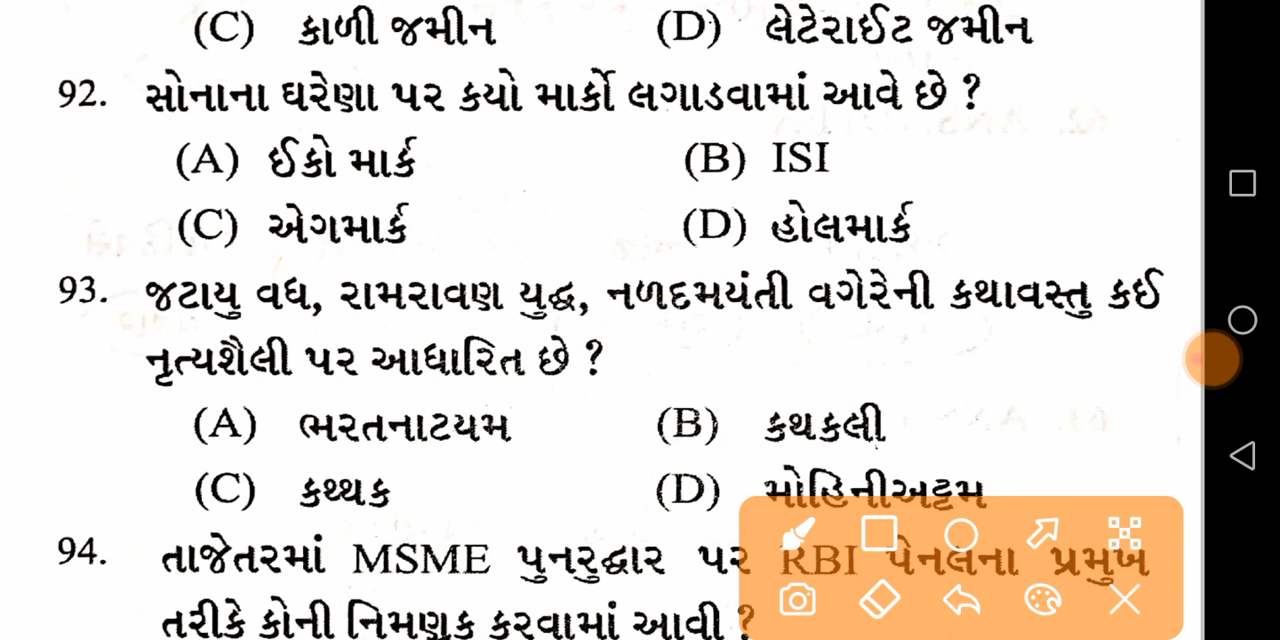 (C) કાળી જમીન (D) લેટેરાઈટ જમીન
92. સોનાના ઘરેણા પર કયો માર્કો લગાડવામાં આવે છે ?
(A) ઈકો માર્ક (B) ISI
(C) એગમાર્ક (D) હોલમાર્ક
93. જટાયુ વધ, રામરાવણ યુદ્ધ, નળદમયંતી વગેરેની કથાવસ્તુ કઈ
નૃત્યશૈલી પર આધારિત છે ?
(A) ભરતનાટયમ (B) કથકલી
(C) કથ્થક (D) મોહિનીઅટ્ટમ
94. તાજેતરમાં MSME પુનરુદ્ધાર પર RBI પેનલના પ્રમુખ
તરીકે કોની નિમણૂક કરવામાં આવી ?